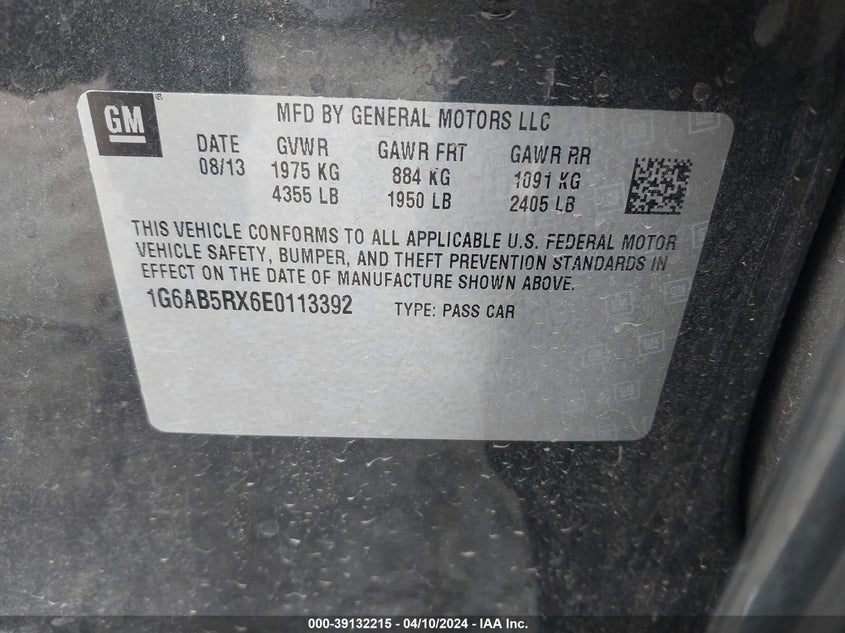 GM
MFD BY GENERAL MOTORS LLC
DATE GVWR GAWR FRT GAWR RR
08/13 1975 KG 884 KG 1091 KG
4355 LB 1950 LB 2405 LB
THIS VEHICLE CONFORMS TO ALL APPLICABLE U.S. FEDERAL MOTOR
VEHICLE SAFETY, BUMPER, AND THEFT PREVENTION STANDARDS IN
EFFECT ON THE DATE OF MANUFACTURE SHOWN ABOVE.
1G6AB5RX6E0113392 TYPE: PASS CAR
000-39132215 - 04/10/2024 - IAA Inc.